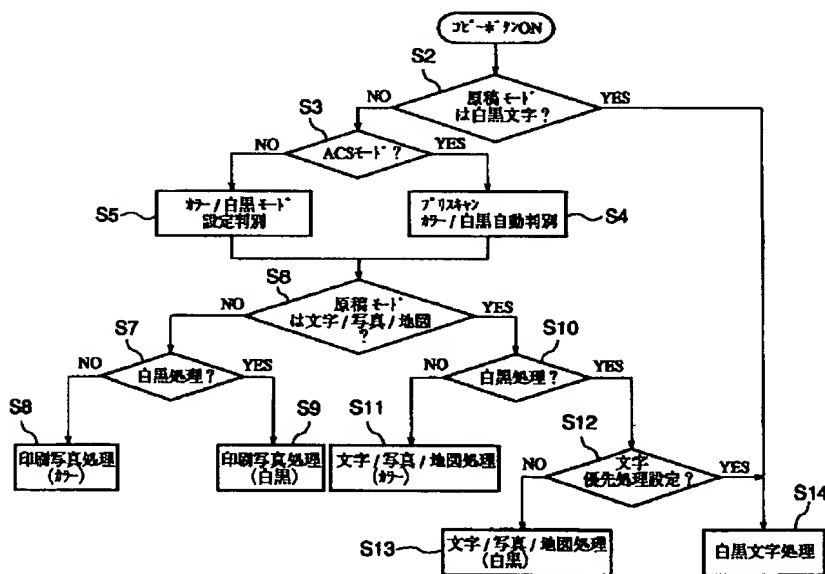 コピーボタンON
S2
原稿モード
は白黒文字？
NO
YES
S3
ACSモード？
NO
YES
S5
カラー/白黒モード
設定判別
プリスキャン
カラー/白黒自動判別
S4
S6
原稿モード
は文字/写真/地図
？
NO
YES
S7
白黒処理？
NO
YES
S10
白黒処理？
NO
YES
S8
印刷写真処理
(カラー)
S9
印刷写真処理
(白黒)
S11
文字/写真/地図処理
(カラー)
S12
文字
優先処理設定？
NO
YES
S13
文字/写真/地図処理
(白黒)
S14
白黒文字処理